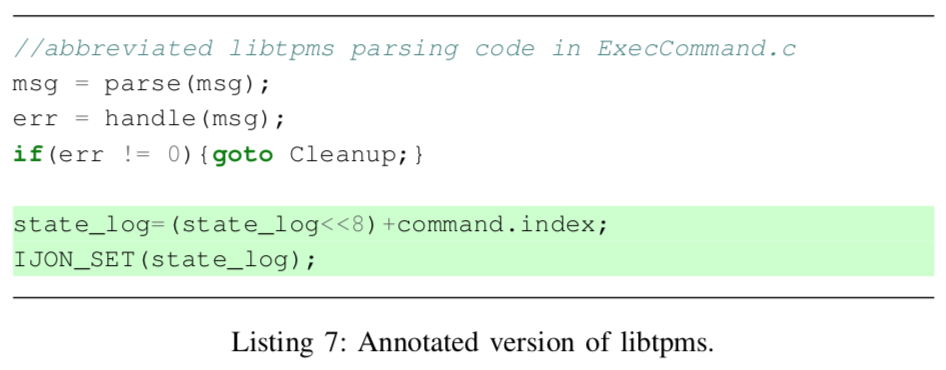 //abbreviated libtpms parsing code in ExecCommand.c
msg = parse(msg);
err = handle(msg);
if(err != 0){goto Cleanup;}
state_log=(state_log<<8)+command.index;
IJON_SET(state_log);
Listing 7: Annotated version of libtpms.